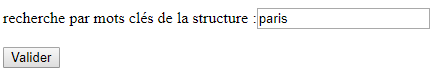 recherche par mots clés de la structure : paris
Valider